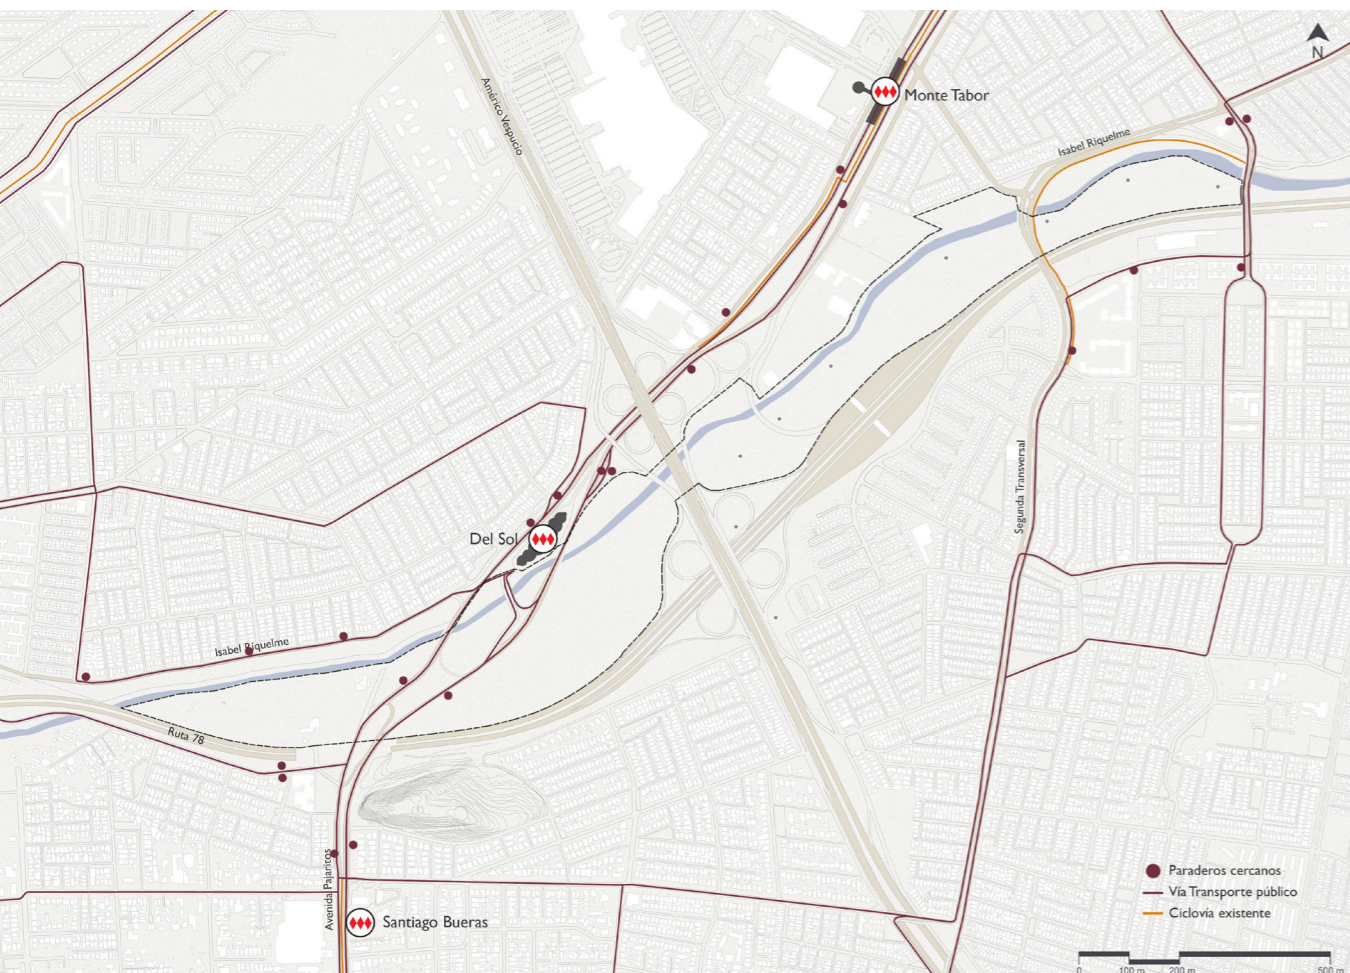 N
Américo Vespucio
Monte Tabor
Isabel Riquelme
Segunda Transversal
Del Sol
Isabel Riquelme
Ruta 78
Avenida Pajaritos
Santiago Bueras
Paraderos cercanos
Vía Transporte público
Ciclovía existente
0 100 m 200 m 500 m